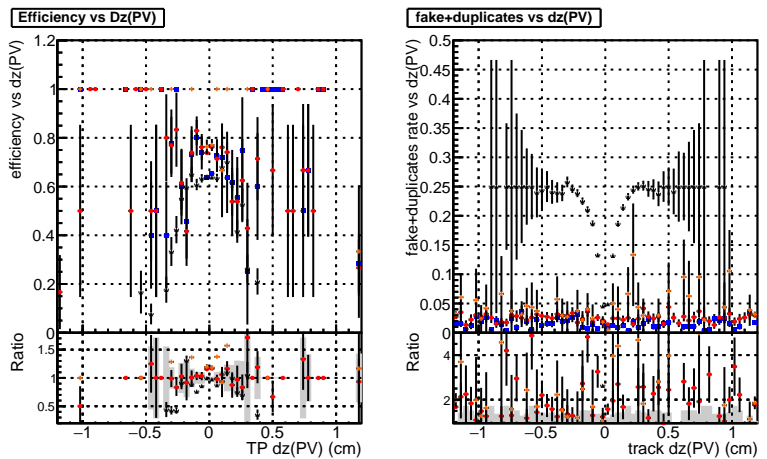 Efficiency vs Dz(PV)
efficiency vs dz(PV)
1.2
1
0.8
0.6
0.4
0.2
0
Ratio
1.5
1
0.5
−1 −0.5 0 0.5 1
TP dz(PV) (cm)
fake+duplicates vs dz(PV)
fake+duplicates rate vs dz(PV)
0.5
0.45
0.4
0.35
0.3
0.25
0.2
0.15
0.1
0.05
0
Ratio
4
2
−1 −0.5 0 0.5 1
track dz(PV) (cm)